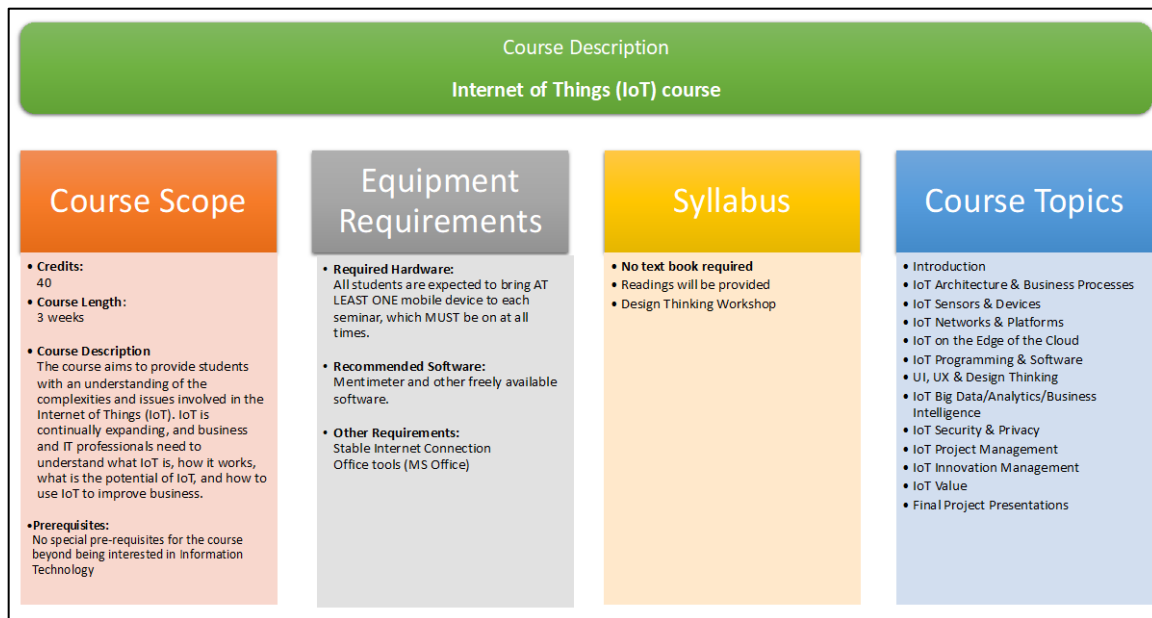 Course Description
Internet of Things (IoT) course
Course Scope
• Credits:
40
• Course Length:
3 weeks
• Course Description
The course aims to provide students
with an understanding of the
complexities and issues involved in the
Internet of Things (IoT). IoT is
continually expanding, and business
and IT professionals need to
understand what IoT is, how it works,
what is the potential of IoT, and how to
use IoT to improve business.
•Prerequisites:
No special pre-requisites for the course
beyond being interested in Information
Technology
Equipment
Requirements
• Required Hardware:
All students are expected to bring AT
LEAST ONE mobile device to each
seminar, which MUST be on at all
times.
• Recommended Software:
Mentimeter and other freely available
software.
• Other Requirements:
Stable Internet Connection
Office tools (MS Office)
Syllabus
• No text book required
• Readings will be provided
• Design Thinking Workshop
Course Topics
• Introduction
• IoT Architecture & Business Processes
• IoT Sensors & Devices
• IoT Networks & Platforms
• IoT on the Edge of the Cloud
• IoT Programming & Software
• UI, UX & Design Thinking
• IoT Big Data/Analytics/Business
Intelligence
• IoT Security & Privacy
• IoT Project Management
• IoT Innovation Management
• IoT Value
• Final Project Presentations